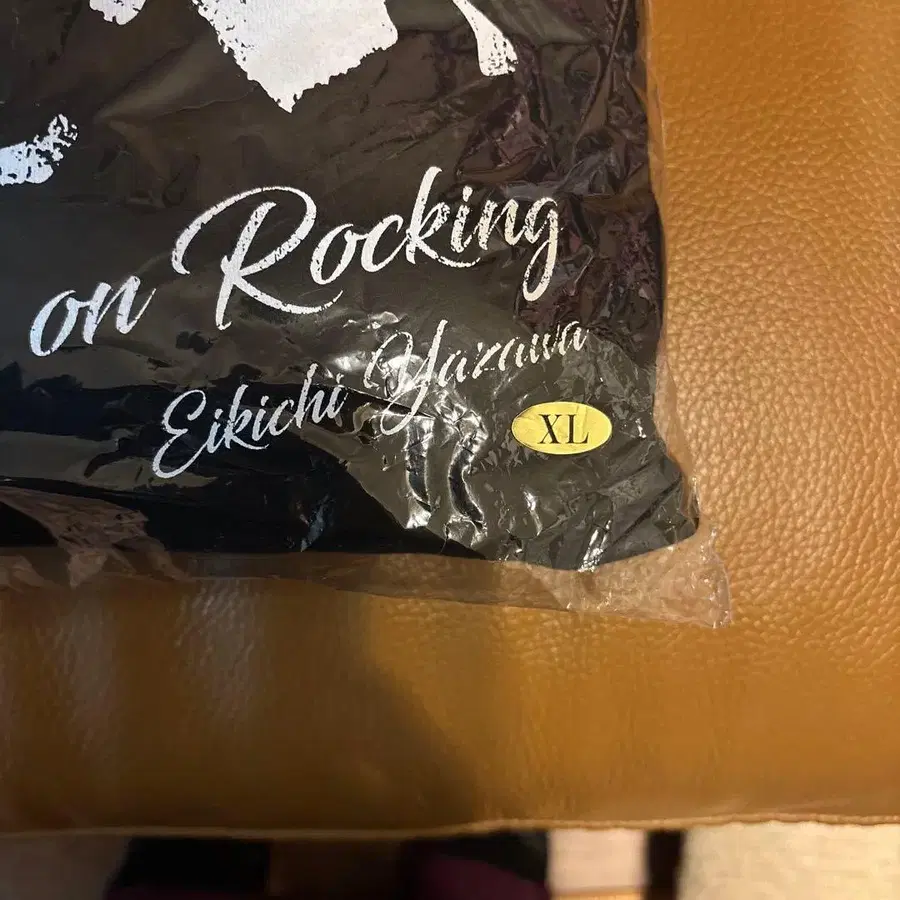 on Rocking
Eikichi Yazawa
XL